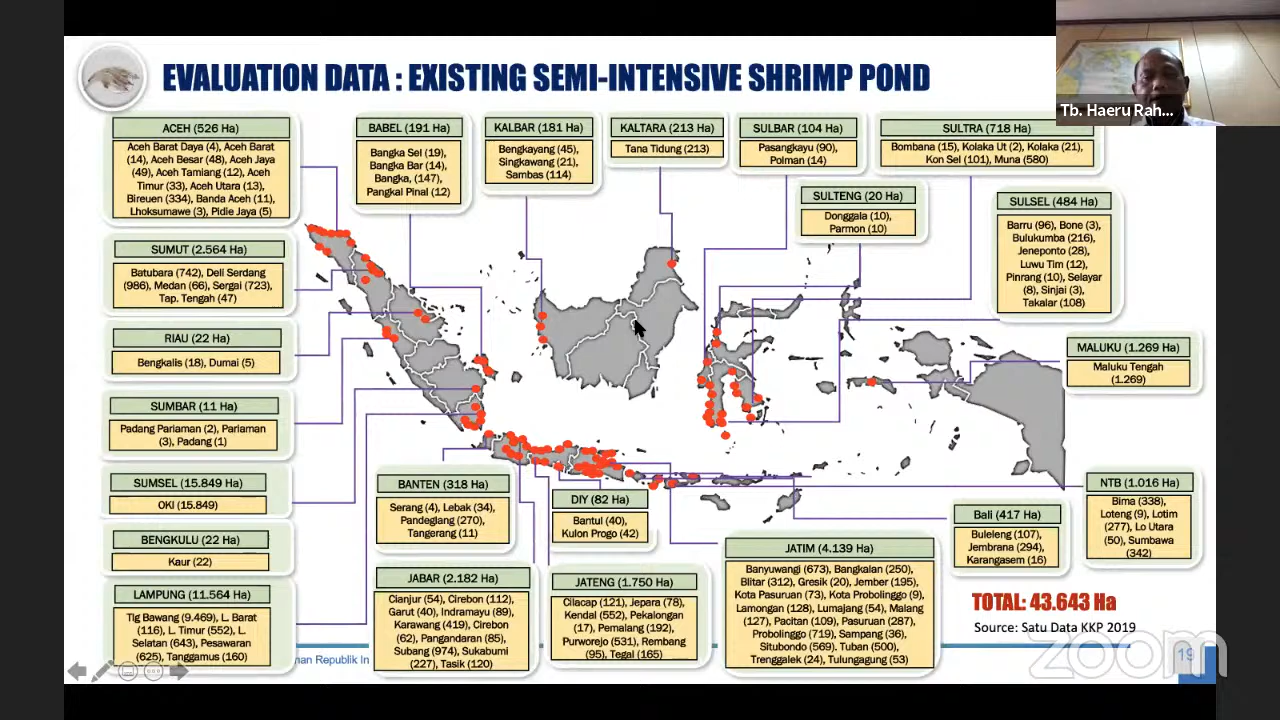 EVALUATION DATA : EXISTING SEMI-INTENSIVE SHRIMP POND
Tb. Haeru Rah...
ACEH (526 Ha)
Aceh Barat Daya (4), Aceh Barat
(14), Aceh Besar (48), Aceh Jaya
(49), Aceh Tamiang (12), Aceh
Timur (33), Aceh Utara (13),
Bireuen (334), Banda Aceh (11),
Lhoksumawe (3), Pidie Jaya (5)
BABEL (191 Ha)
Bangka Sel (19),
Bangka Bar (14),
Bangka, (147),
Pangkal Pinal (12)
KALBAR (181 Ha)
Bengkayang (45),
Singkawang (21),
Sambas (114)
KALTARA (213 Ha)
Tana Tidung (213)
SULBAR (104 Ha)
Pasangkayu (90),
Polman (14)
SULTRA (718 Ha)
Bombana (15), Kolaka Ut (2), Kolaka (21),
Kon Sel (101), Muna (580)
SULTENG (20 Ha)
Donggala (10),
Parmon (10)
SULSEL (484 Ha)
Barru (96), Bone (3),
Bulukumba (216),
Jeneponto (28),
Luwu Tim (12),
Pinrang (10), Selayar
(8), Sinjai (3),
Takalar (108)
SUMUT (2.564 Ha)
Batubara (742), Deli Serdang
(986), Medan (66), Sergai (723),
Tap. Tengah (47)
RIAU (22 Ha)
Bengkalis (18), Dumai (5)
MALUKU (1.269 Ha)
Maluku Tengah
(1.269)
SUMBAR (11 Ha)
Padang Pariaman (2), Pariaman
(3), Padang (1)
SUMSEL (15.849 Ha)
OKI (15.849)
BENGKULU (22 Ha)
Kaur (22)
LAMPUNG (11.564 Ha)
Tlg Bawang (9.469), L. Barat
(116), L. Timur (552), L.
Selatan (643), Pesawaran
(625), Tanggamus (160)
BANTEN (318 Ha)
Serang (4), Lebak (34),
Pandeglang (270),
Tangerang (11)
DIY (82 Ha)
Bantul (40),
Kulon Progo (42)
JABAR (2.182 Ha)
Cianjur (54), Cirebon (112),
Garut (40), Indramayu (89),
Karawang (419), Cirebon
(62), Pangandaran (85),
Subang (974), Sukabumi
(227), Tasik (120)
JATENG (1.750 Ha)
Cilacap (121), Jepara (78),
Kendal (552), Pekalongan
(17), Pemalang (192),
Purworejo (531), Rembang
(95), Tegal (165)
JATIM (4.139 Ha)
Banyuwangi (673), Bangkalan (250),
Blitar (312), Gresik (20), Jember (195),
Kota Pasuruan (73), Kota Probolinggo (9),
Lamongan (128), Lumajang (54), Malang
(127), Pacitan (109), Pasuruan (287),
Probolinggo (719), Sampang (36),
Situbondo (569), Tuban (500),
Trenggalek (24), Tulungagung (53)
Bali (417 Ha)
Buleleng (107),
Jembrana (294),
Karangasem (16)
NTB (1.016 Ha)
Bima (338),
Loteng (9), Lotim
(277), Lo Utara
(50), Sumbawa
(342)
TOTAL: 43.643 Ha
Source: Satu Data KKP 2019
nan Republik In
zoom
19